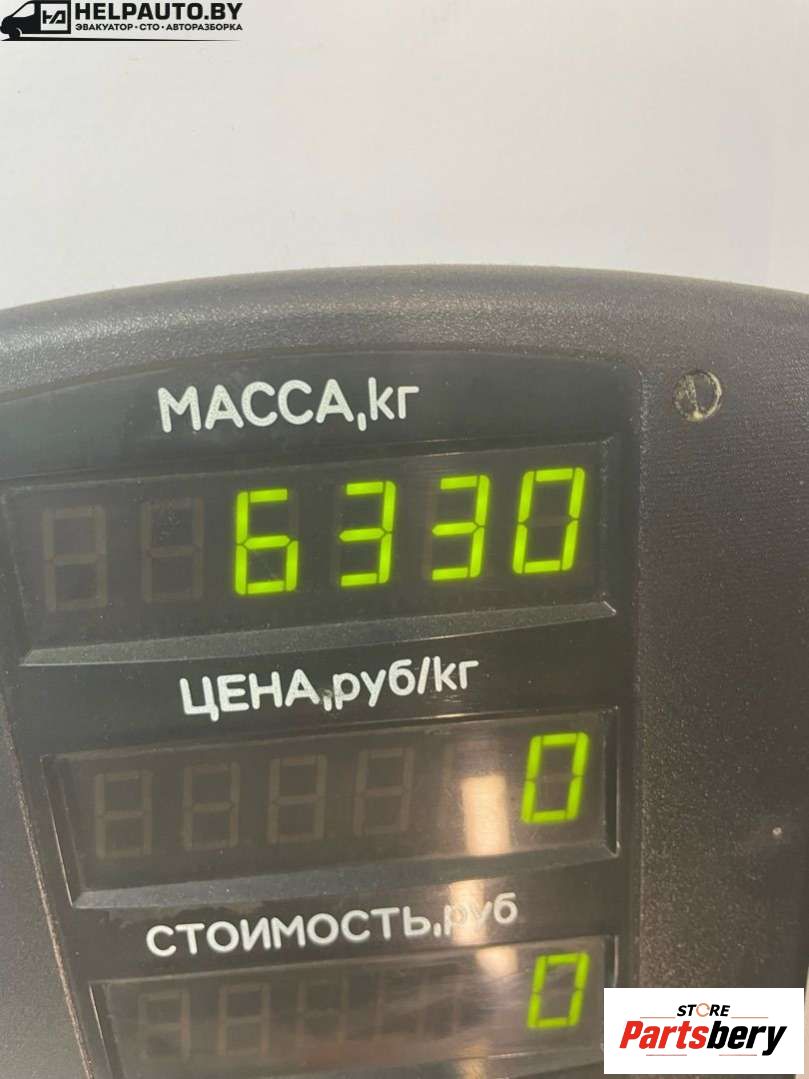 HELPAUTO.BY
ЭВАКУАТОР • СТО • АВТОРАЗБОРКА
МАССА,кг
6330
ЦЕНА,руб/кг
0
СТОИМОСТЬ,руб
0
STORE
Partsbery